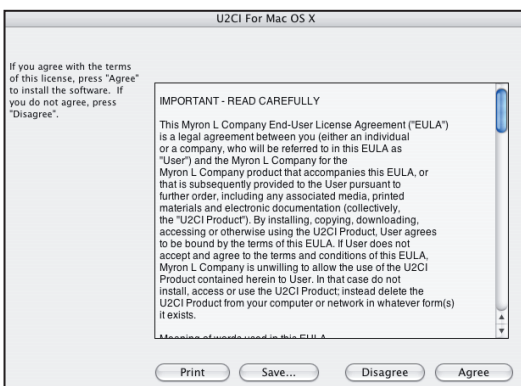 U2CI For Mac OS X
If you agree with the terms
of this license, press "Agree"
to install the software.  If
you do not agree, press
"Disagree".
IMPORTANT - READ CAREFULLY
This Myron L Company End-User License Agreement ("EULA")
is a legal agreement between you (either an individual
or a company, who will be referred to in this EULA as
"User") and the Myron L Company for the
Myron L Company product that accompanies this EULA, or
that is subsequently provided to the User pursuant to
further order, including any associated media, printed
materials and electronic documentation (collectively,
the "U2CI Product"). By installing, copying, downloading,
accessing or otherwise using the U2CI Product, User agrees
to be bound by the terms of this EULA. If User does not
accept and agree to the terms and conditions of this EULA,
Myron L Company is unwilling to allow the use of the U2CI
Product contained herein to User. In that case do not
install, access or use the U2CI Product; instead delete the
U2CI Product from your computer or network in whatever form(s)
it exists.
Meaning of words used in this EULA
Print
Save...
Disagree
Agree